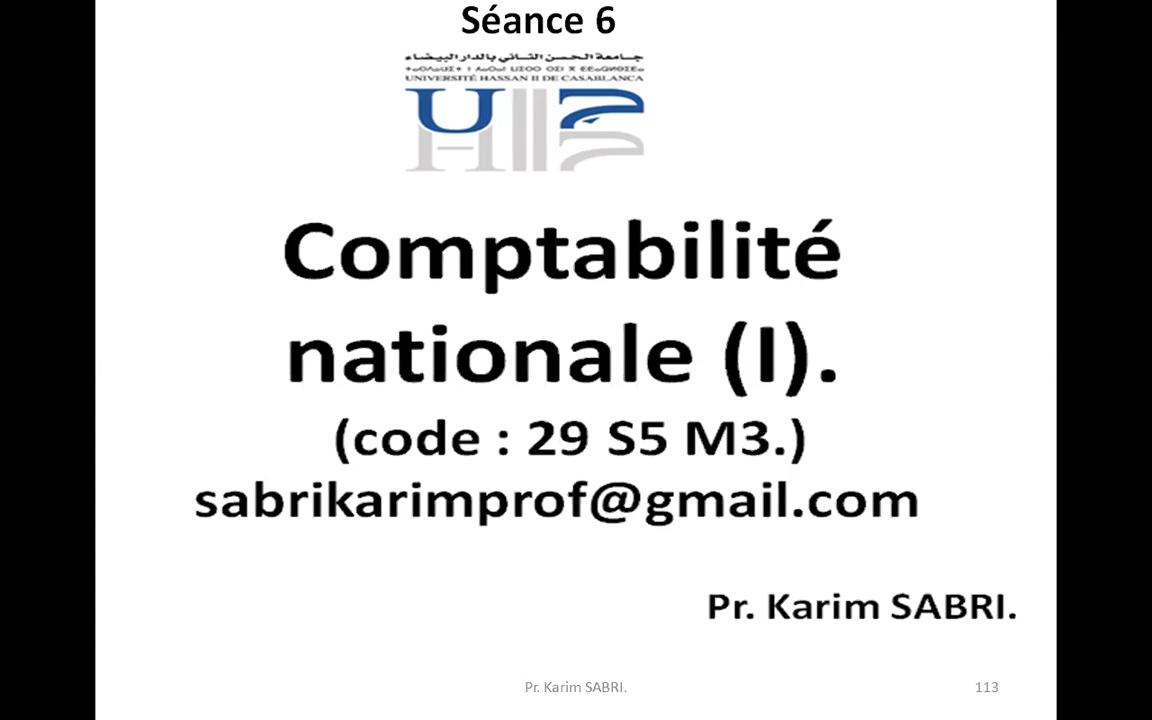 Séance 6
جامعة الحسن الثاني بالدار البيضاء
UNIVERSITÉ HASSAN II DE CASABLANCA
Comptabilité
nationale (I).
(code : 29 S5 M3.)
sabrikarimprof@gmail.com
Pr. Karim SABRI.
Pr. Karim SABRI.
113